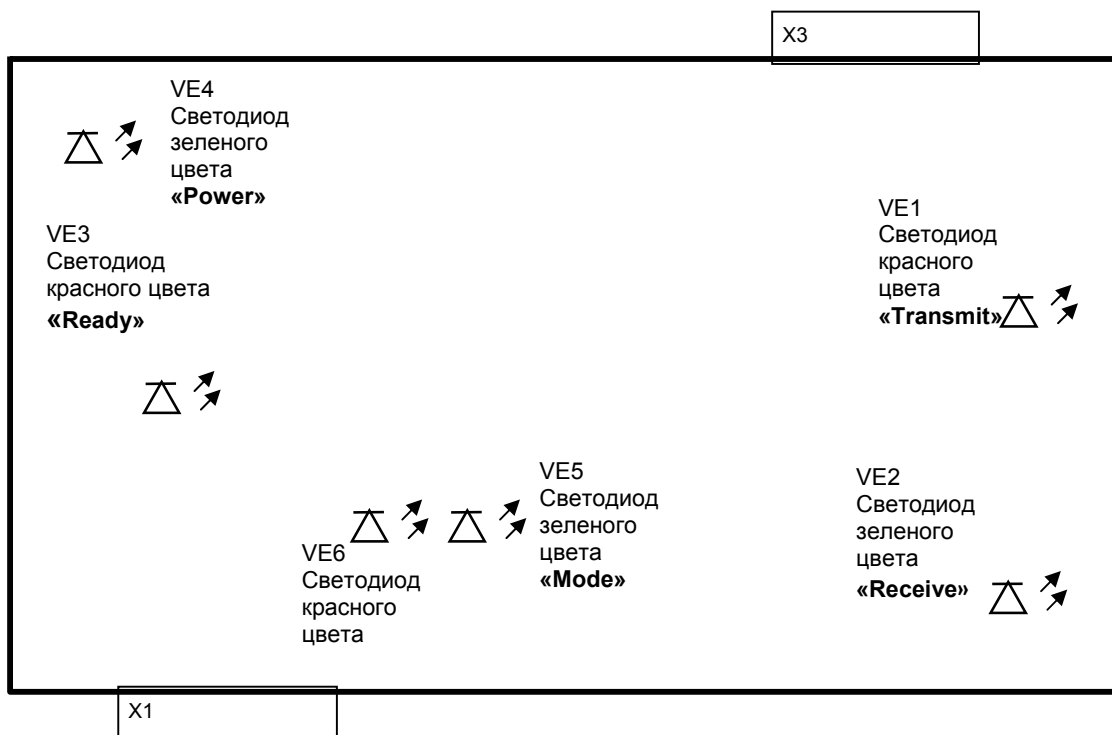 X3
VE4
Светодиод
зеленого
цвета
«Power»
VE3
Светодиод
красного цвета
«Ready»
VE1
Светодиод
красного
цвета
«Transmit»
VE5
Светодиод
зеленого
цвета
«Mode»
VE6
Светодиод
красного
цвета
VE2
Светодиод
зеленого
цвета
«Receive»
X1